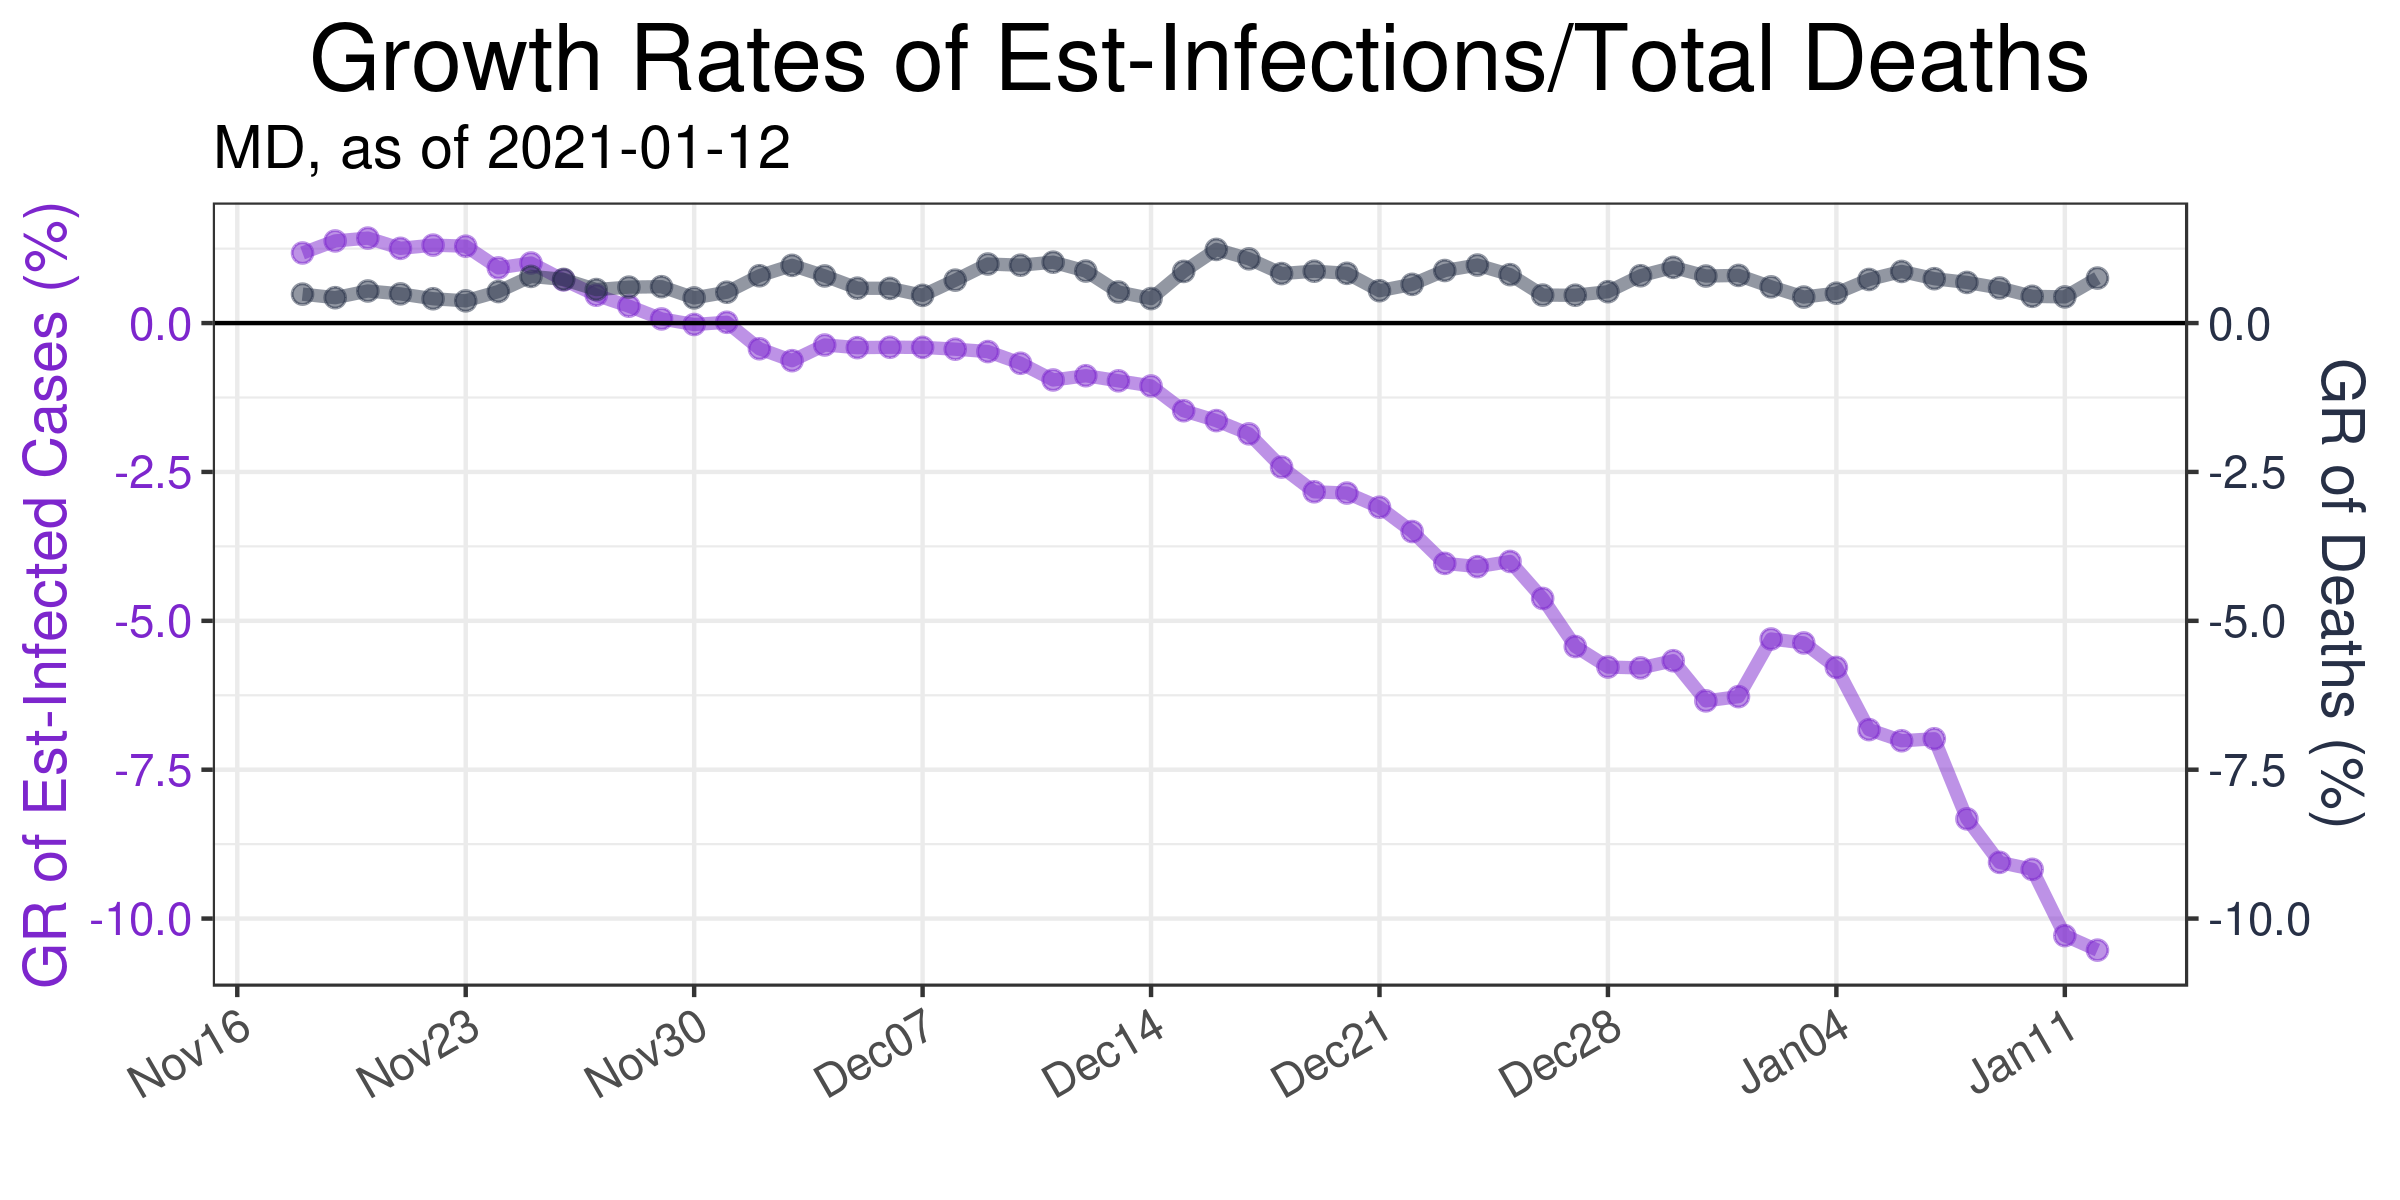 Growth Rates of Est-Infections/Total Deaths
MD, as of 2021-01-12
GR of Est-Infected Cases (%)
0.0
-2.5
-5.0
-7.5
-10.0
0.0
-2.5
-5.0
-7.5
-10.0
GR of Deaths (%)
Nov16
Nov23
Nov30
Dec07
Dec14
Dec21
Dec28
Jan04
Jan11